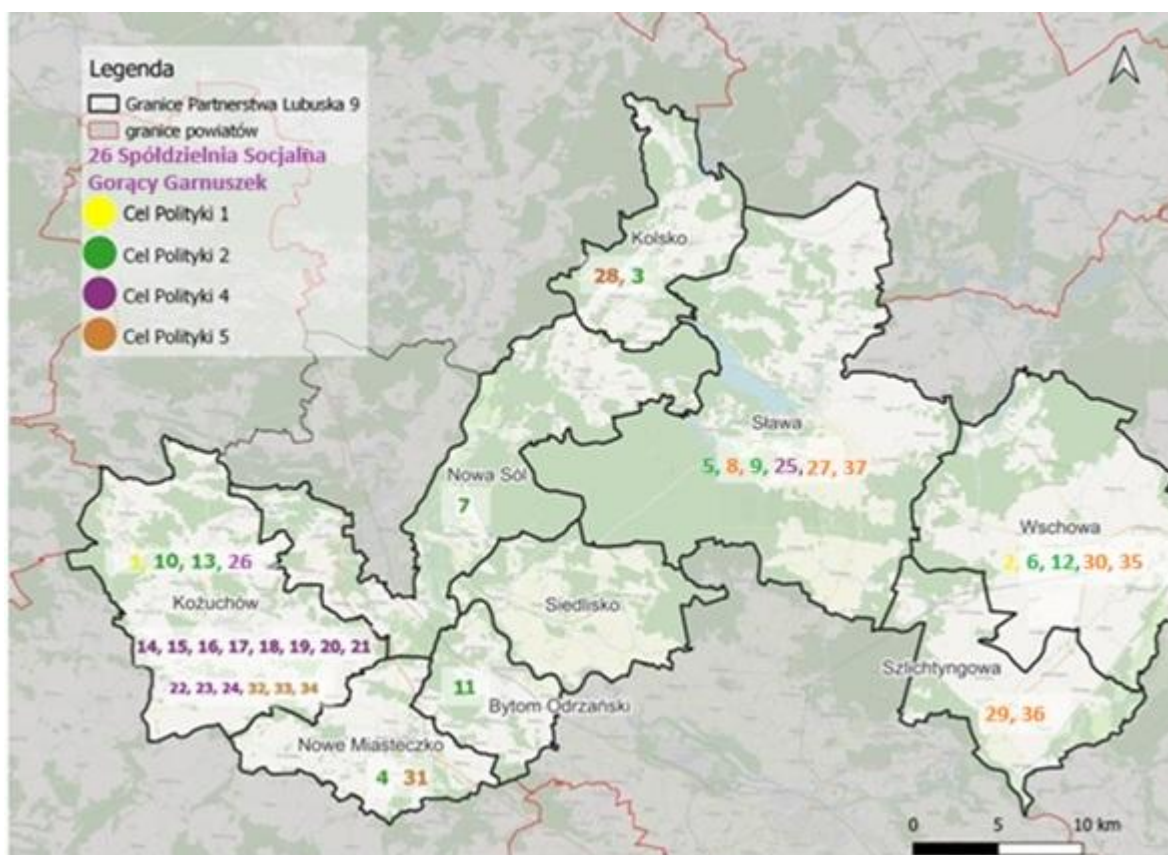 Legenda
Granice Partnerstwa Lubuska 9
granice powiatów
26 Spółdzielnia Socjalna
Gorący Garnuszek
Cel Polityki 1
Cel Polityki 2
Cel Polityki 4
Cel Polityki 5
Kolsko
28, 3
Sława
5, 8, 9, 25, 27, 37
Nowa Sól
7
Wschowa
2, 6, 12, 30, 35
1, 10, 13, 26
Kożuchów
14, 15, 16, 17, 18, 19, 20, 21
22, 23, 24, 32, 33, 34
Siedlisko
Szlichtyngowa
29, 36
11
Bytom Odrzański
Nowe Miasteczko
4 31
0 5 10 km